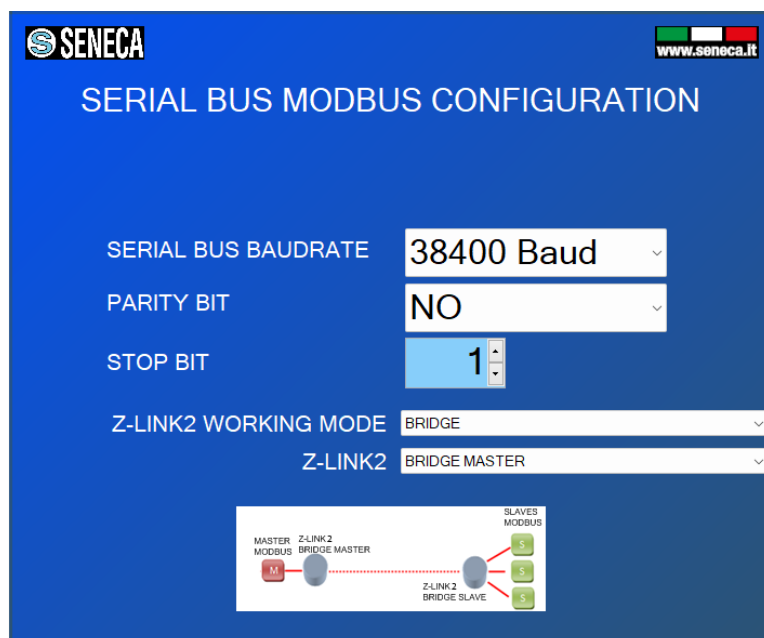 SENECA
www.seneca.it
SERIAL BUS MODBUS CONFIGURATION
SERIAL BUS BAUDRATE 38400 Baud
PARITY BIT NO
STOP BIT 1
Z-LINK2 WORKING MODE BRIDGE
Z-LINK2 BRIDGE MASTER
SLAVES
MODBUS
MASTER Z-LINK2
MODBUS BRIDGE MASTER
S
M
S
Z-LINK2
BRIDGE SLAVE
S